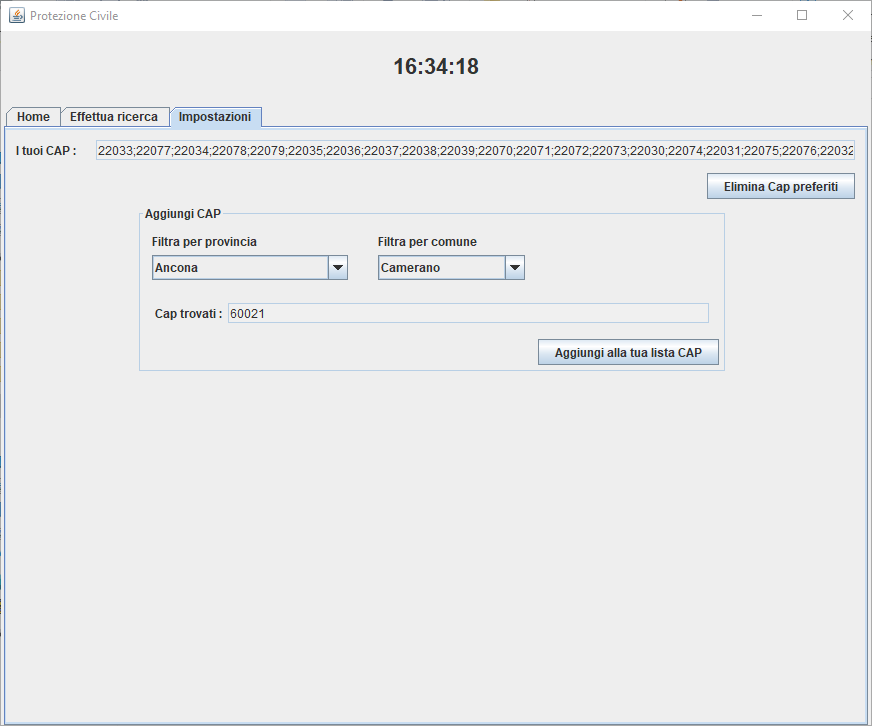 Protezione Civile
16:34:18
Home Effettua ricerca Impostazioni
I tuoi CAP : 22033;22077;22034;22078;22079;22035;22036;22037;22038;22039;22070;22071;22072;22073;22030;22074;22031;22075;22076;22032
Elimina Cap preferiti
Aggiungi CAP
Filtra per provincia Filtra per comune
Ancona Camerano
Cap trovati : 60021
Aggiungi alla tua lista CAP